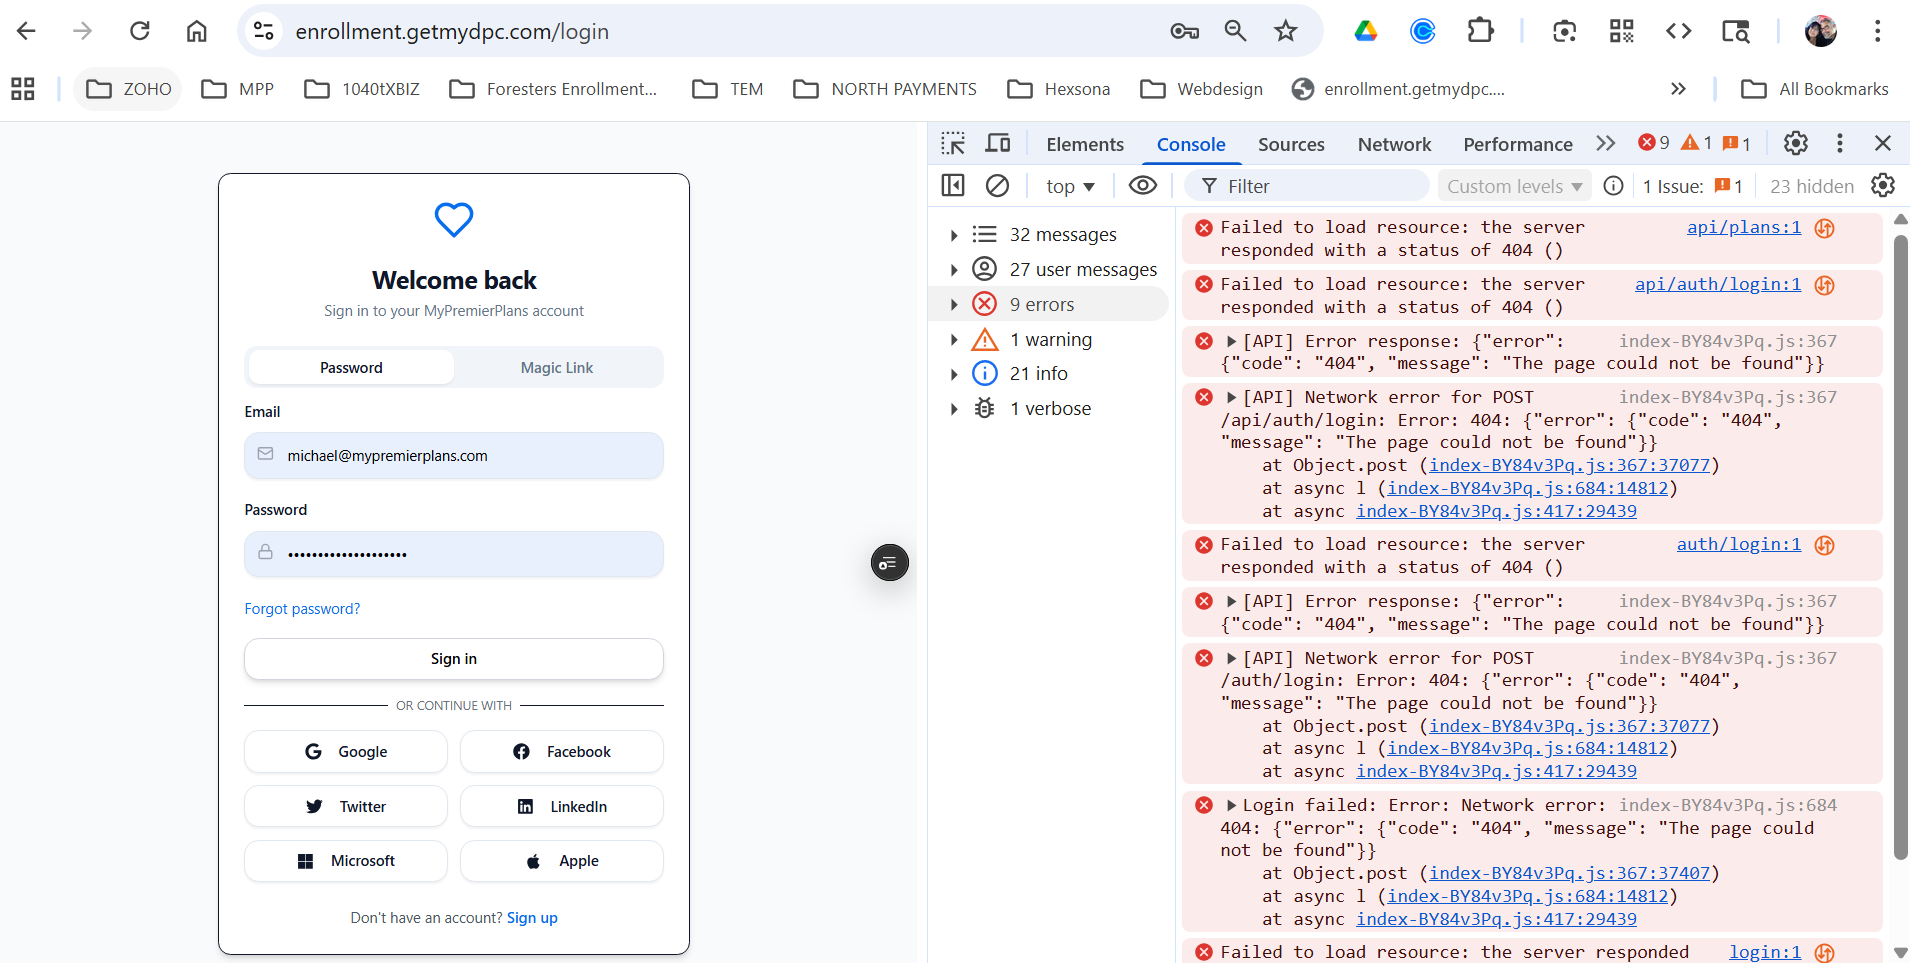 enrollment.getmydpc.com/login
ZOHO
MPP
1040tXBIZ
Foresters Enrollment...
TEM
NORTH PAYMENTS
Hexsona
Webdesign
enrollment.getmydpc....
All Bookmarks
Welcome back
Sign in to your MyPremierPlans account
Password
Magic Link
Email
michael@mypremierplans.com
Password
••••••••••••••••••••
Forgot password?
Sign in
OR CONTINUE WITH
Google
Facebook
Twitter
LinkedIn
Microsoft
Apple
Don't have an account? Sign up
Elements Console Sources Network Performance 9 1 1
top Filter Custom levels 1 Issue: 1 23 hidden
32 messages
27 user messages
9 errors
1 warning
21 info
1 verbose
Failed to load resource: the server api/plans:1
responded with a status of 404 ()
Failed to load resource: the server api/auth/login:1
responded with a status of 404 ()
[API] Error response: {"error": index-BY84v3Pq.js:367
{"code": "404", "message": "The page could not be found"}}
[API] Network error for POST index-BY84v3Pq.js:367
/api/auth/login: Error: 404: {"error": {"code": "404",
"message": "The page could not be found"}}
at Object.post (index-BY84v3Pq.js:367:37077)
at async l (index-BY84v3Pq.js:684:14812)
at async index-BY84v3Pq.js:417:29439
Failed to load resource: the server auth/login:1
responded with a status of 404 ()
[API] Error response: {"error": index-BY84v3Pq.js:367
{"code": "404", "message": "The page could not be found"}}
[API] Network error for POST index-BY84v3Pq.js:367
/auth/login: Error: 404: {"error": {"code": "404",
"message": "The page could not be found"}}
at Object.post (index-BY84v3Pq.js:367:37077)
at async l (index-BY84v3Pq.js:684:14812)
at async index-BY84v3Pq.js:417:29439
Login failed: Error: Network error: index-BY84v3Pq.js:684
404: {"error": {"code": "404", "message": "The page could
not be found"}}
at Object.post (index-BY84v3Pq.js:367:37407)
at async l (index-BY84v3Pq.js:684:14812)
at async index-BY84v3Pq.js:417:29439
Failed to load resource: the server responded login:1